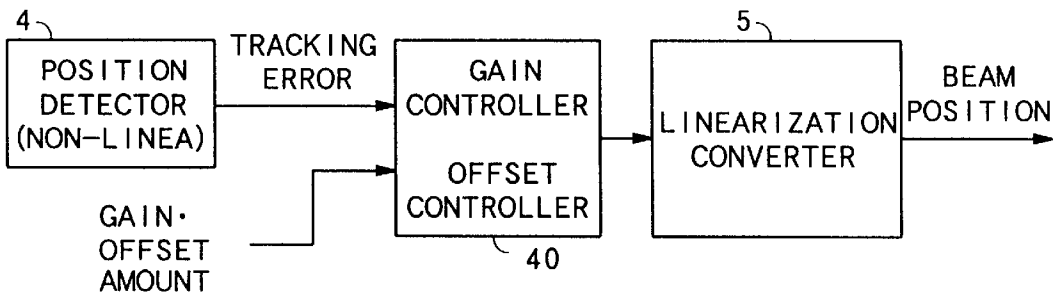 4
POSITION
DETECTOR
(NON-LINEA)
TRACKING
ERROR
GAIN·
OFFSET
AMOUNT
GAIN
CONTROLLER
OFFSET
CONTROLLER
40
5
LINEARIZATION
CONVERTER
BEAM
POSITION